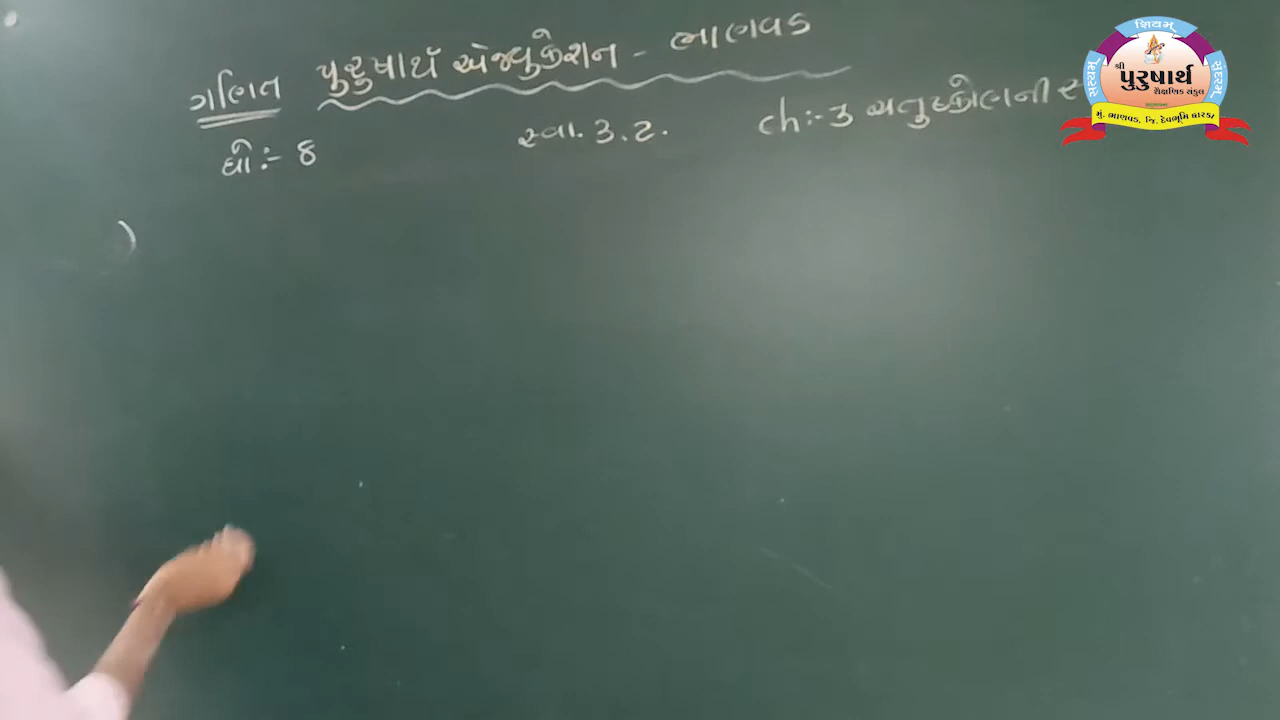 ગણિત પુરુષાર્થ એજ્યુકેશન - ભાણવડ
ધો:- 8 સ્વા. 3.2. ch:- 3 ચતુષ્કોણની સ
)
શિવમ્
સત્યમ્
સુંદરમ્
શ્રી
પુરુષાર્થ
શૈક્ષણિક સંકુલ
મું. ભાણવડ, જિ. દેવભૂમિ દ્વારકા